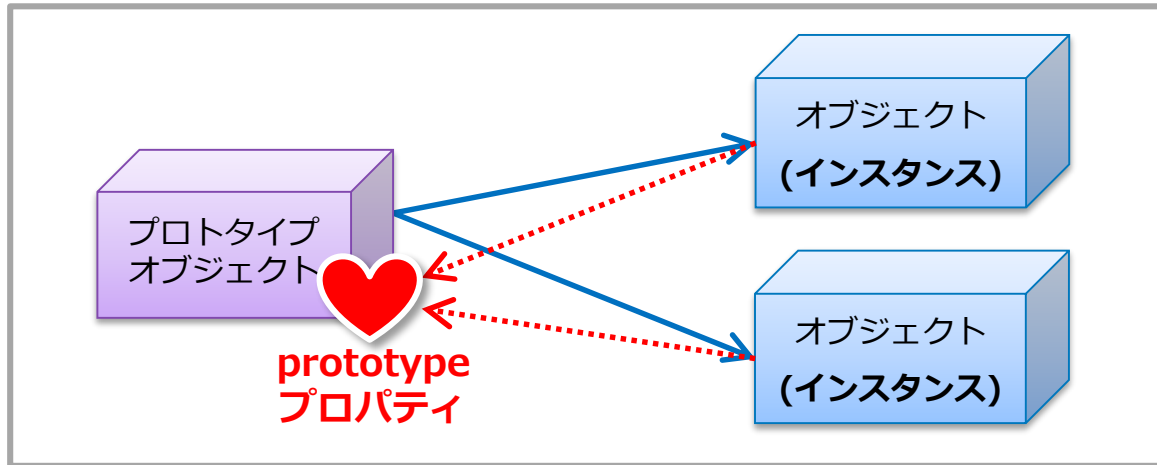 プロトタイプ
オブジェクト
prototype
プロパティ
オブジェクト
(インスタンス)
オブジェクト
(インスタンス)